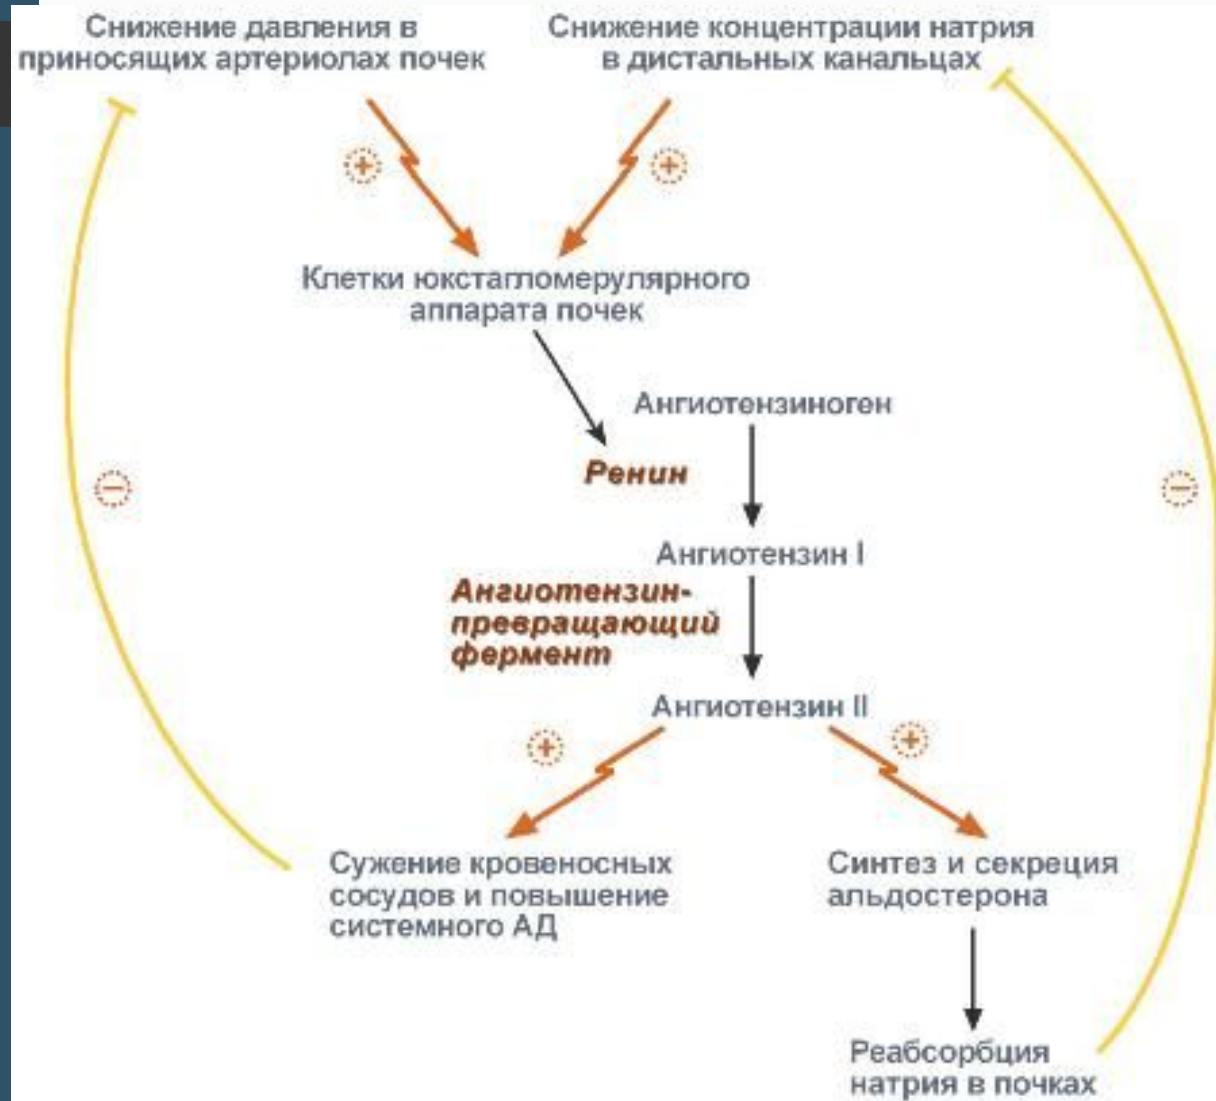 Снижение давления в
приносящих артериолах почек
Снижение концентрации натрия
в дистальных канальцах
+
+
Клетки юкстагломерулярного
аппарата почек
Ангиотензиноген
Ренин
−
−
Ангиотензин I
Ангиотензин-
превращающий
фермент
Ангиотензин II
+
+
Сужение кровеносных
сосудов и повышение
системного АД
Синтез и секреция
альдостерона
Реабсорбция
натрия в почках